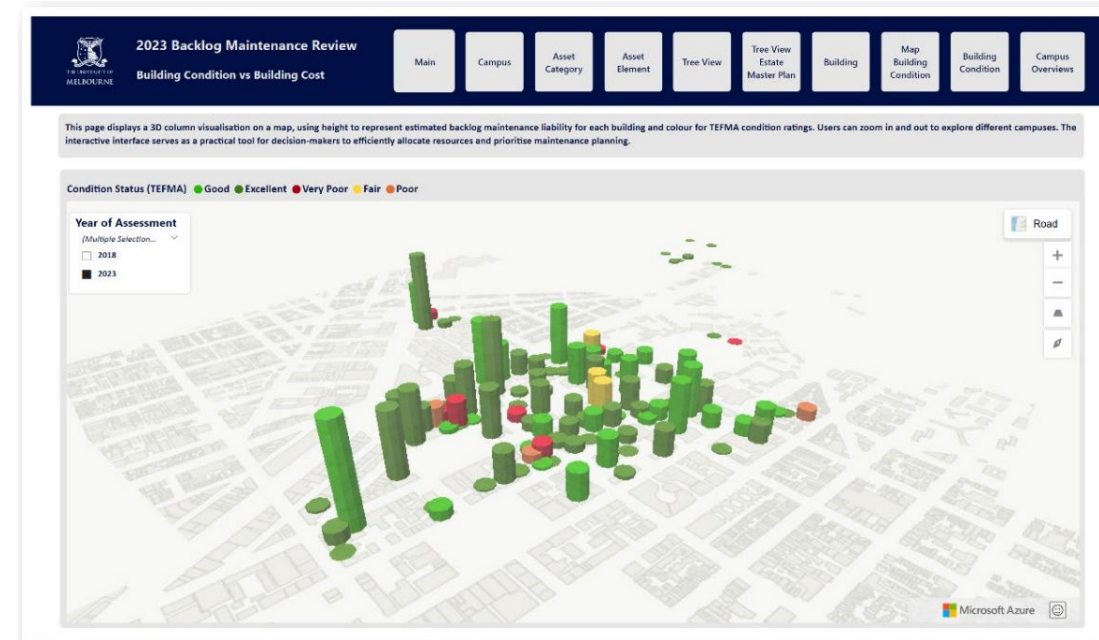 2023 Backlog Maintenance Review
Building Condition vs Building Cost
THE UNIVERSITY OF
MELBOURNE
Main
Campus
Asset
Category
Asset
Element
Tree View
Tree View
Estate
Master Plan
Building
Map
Building
Condition
Building
Condition
Campus
Overviews
This page displays a 3D column visualisation on a map, using height to represent estimated backlog maintenance liability for each building and colour for TEFMA condition ratings. Users can zoom in and out to explore different campuses. The
interactive interface serves as a practical tool for decision-makers to efficiently allocate resources and prioritise maintenance planning.
Condition Status (TEFMA) Good Excellent Very Poor Fair Poor
Year of Assessment
(Multiple Selection...
2018
2023
Road
Microsoft Azure